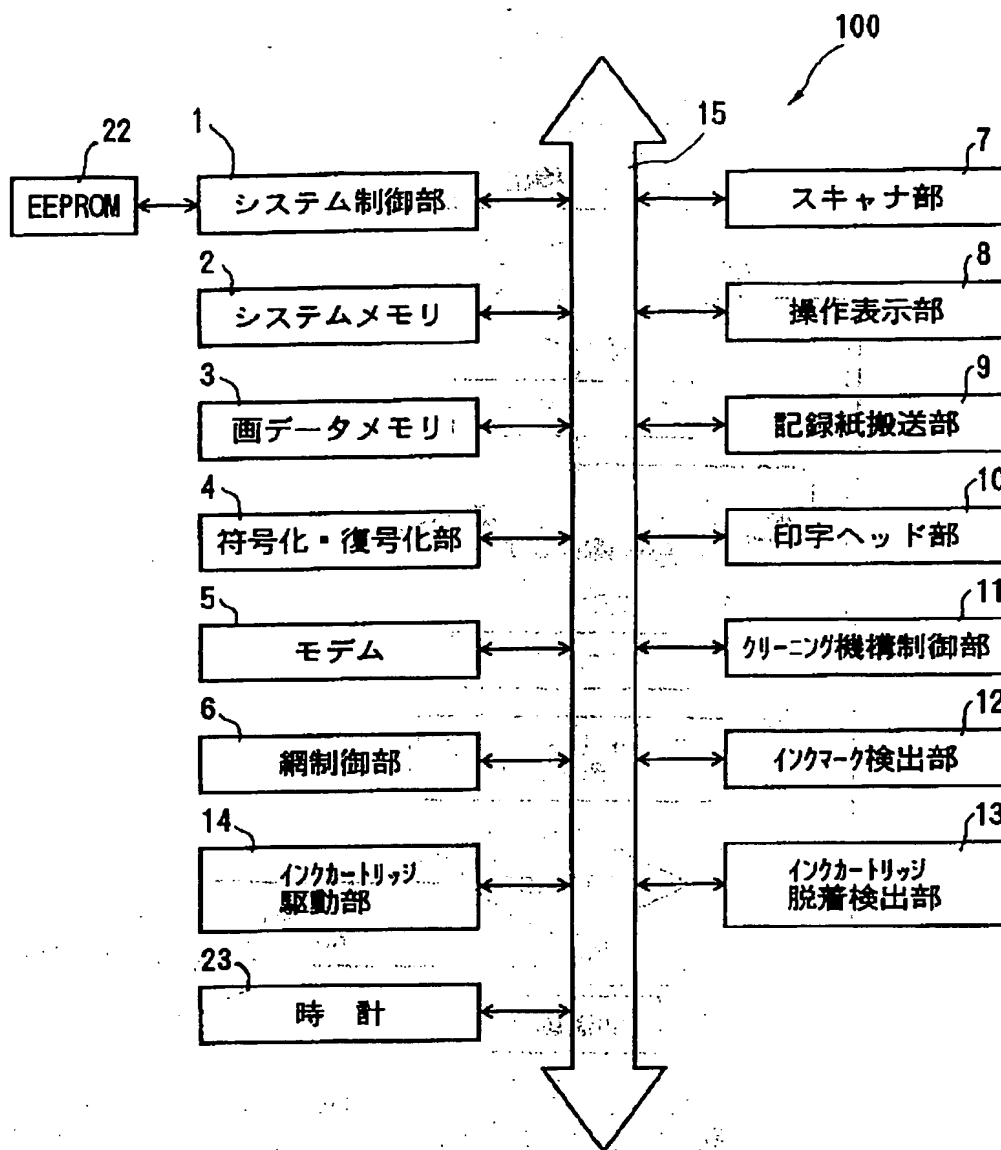 100
15
22
EEPROM
1
システム制御部
2
システムメモリ
3
画データメモリ
4
符号化・復号化部
5
モデム
6
網制御部
14
インクカートリッジ
駆動部
23
時 計
7
スキャナ部
8
操作表示部
9
記録紙搬送部
10
印字ヘッド部
11
クリーニング機構制御部
12
インクマーク検出部
13
インクカートリッジ
脱着検出部